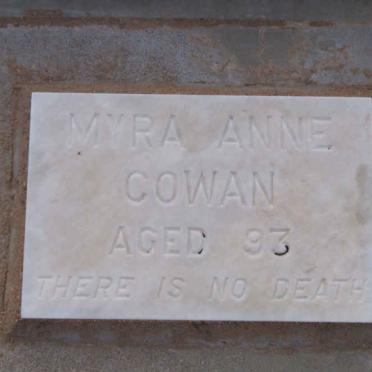 MYRA ANNE
COWAN
AGED 93
THERE IS NO DEATH